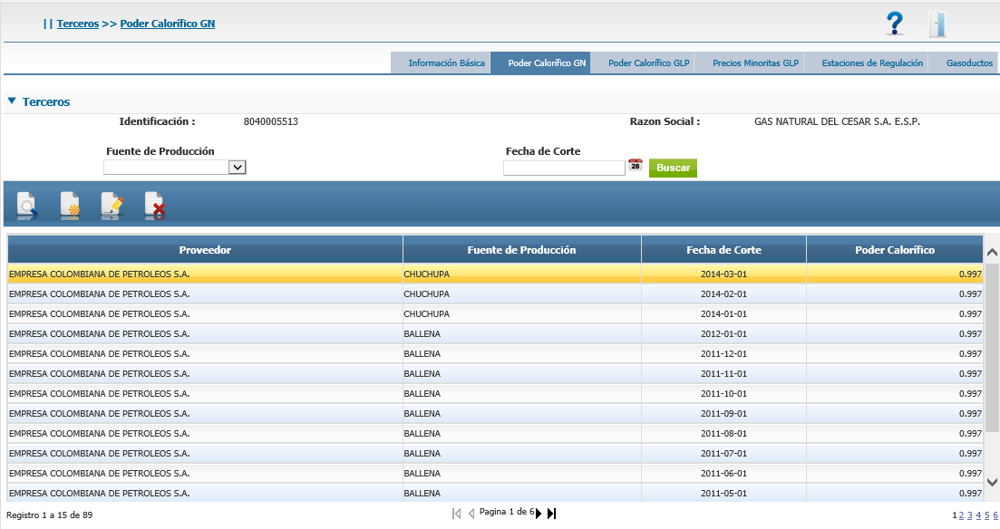 || Terceros >> Poder Calorífico GN
?
Información Básica Poder Calorífico GN Poder Calorífico GLP Precios Minoritas GLP Estaciones de Regulación Gasoductos
Terceros
Identificación : 8040005513 Razon Social : GAS NATURAL DEL CESAR S.A. E.S.P.
Fuente de Producción Fecha de Corte
28 Buscar
Proveedor Fuente de Producción Fecha de Corte Poder Calorífico
EMPRESA COLOMBIANA DE PETROLEOS S.A. CHUCHUPA 2014-03-01 0.997
EMPRESA COLOMBIANA DE PETROLEOS S.A. CHUCHUPA 2014-02-01 0.997
EMPRESA COLOMBIANA DE PETROLEOS S.A. CHUCHUPA 2014-01-01 0.997
EMPRESA COLOMBIANA DE PETROLEOS S.A. BALLENA 2012-01-01 0.997
EMPRESA COLOMBIANA DE PETROLEOS S.A. BALLENA 2011-12-01 0.997
EMPRESA COLOMBIANA DE PETROLEOS S.A. BALLENA 2011-11-01 0.997
EMPRESA COLOMBIANA DE PETROLEOS S.A. BALLENA 2011-10-01 0.997
EMPRESA COLOMBIANA DE PETROLEOS S.A. BALLENA 2011-09-01 0.997
EMPRESA COLOMBIANA DE PETROLEOS S.A. BALLENA 2011-08-01 0.997
EMPRESA COLOMBIANA DE PETROLEOS S.A. BALLENA 2011-07-01 0.997
EMPRESA COLOMBIANA DE PETROLEOS S.A. BALLENA 2011-06-01 0.997
EMPRESA COLOMBIANA DE PETROLEOS S.A. BALLENA 2011-05-01 0.997
Registro 1 a 15 de 89 Pagina 1 de 6 1 2 3 4 5 6